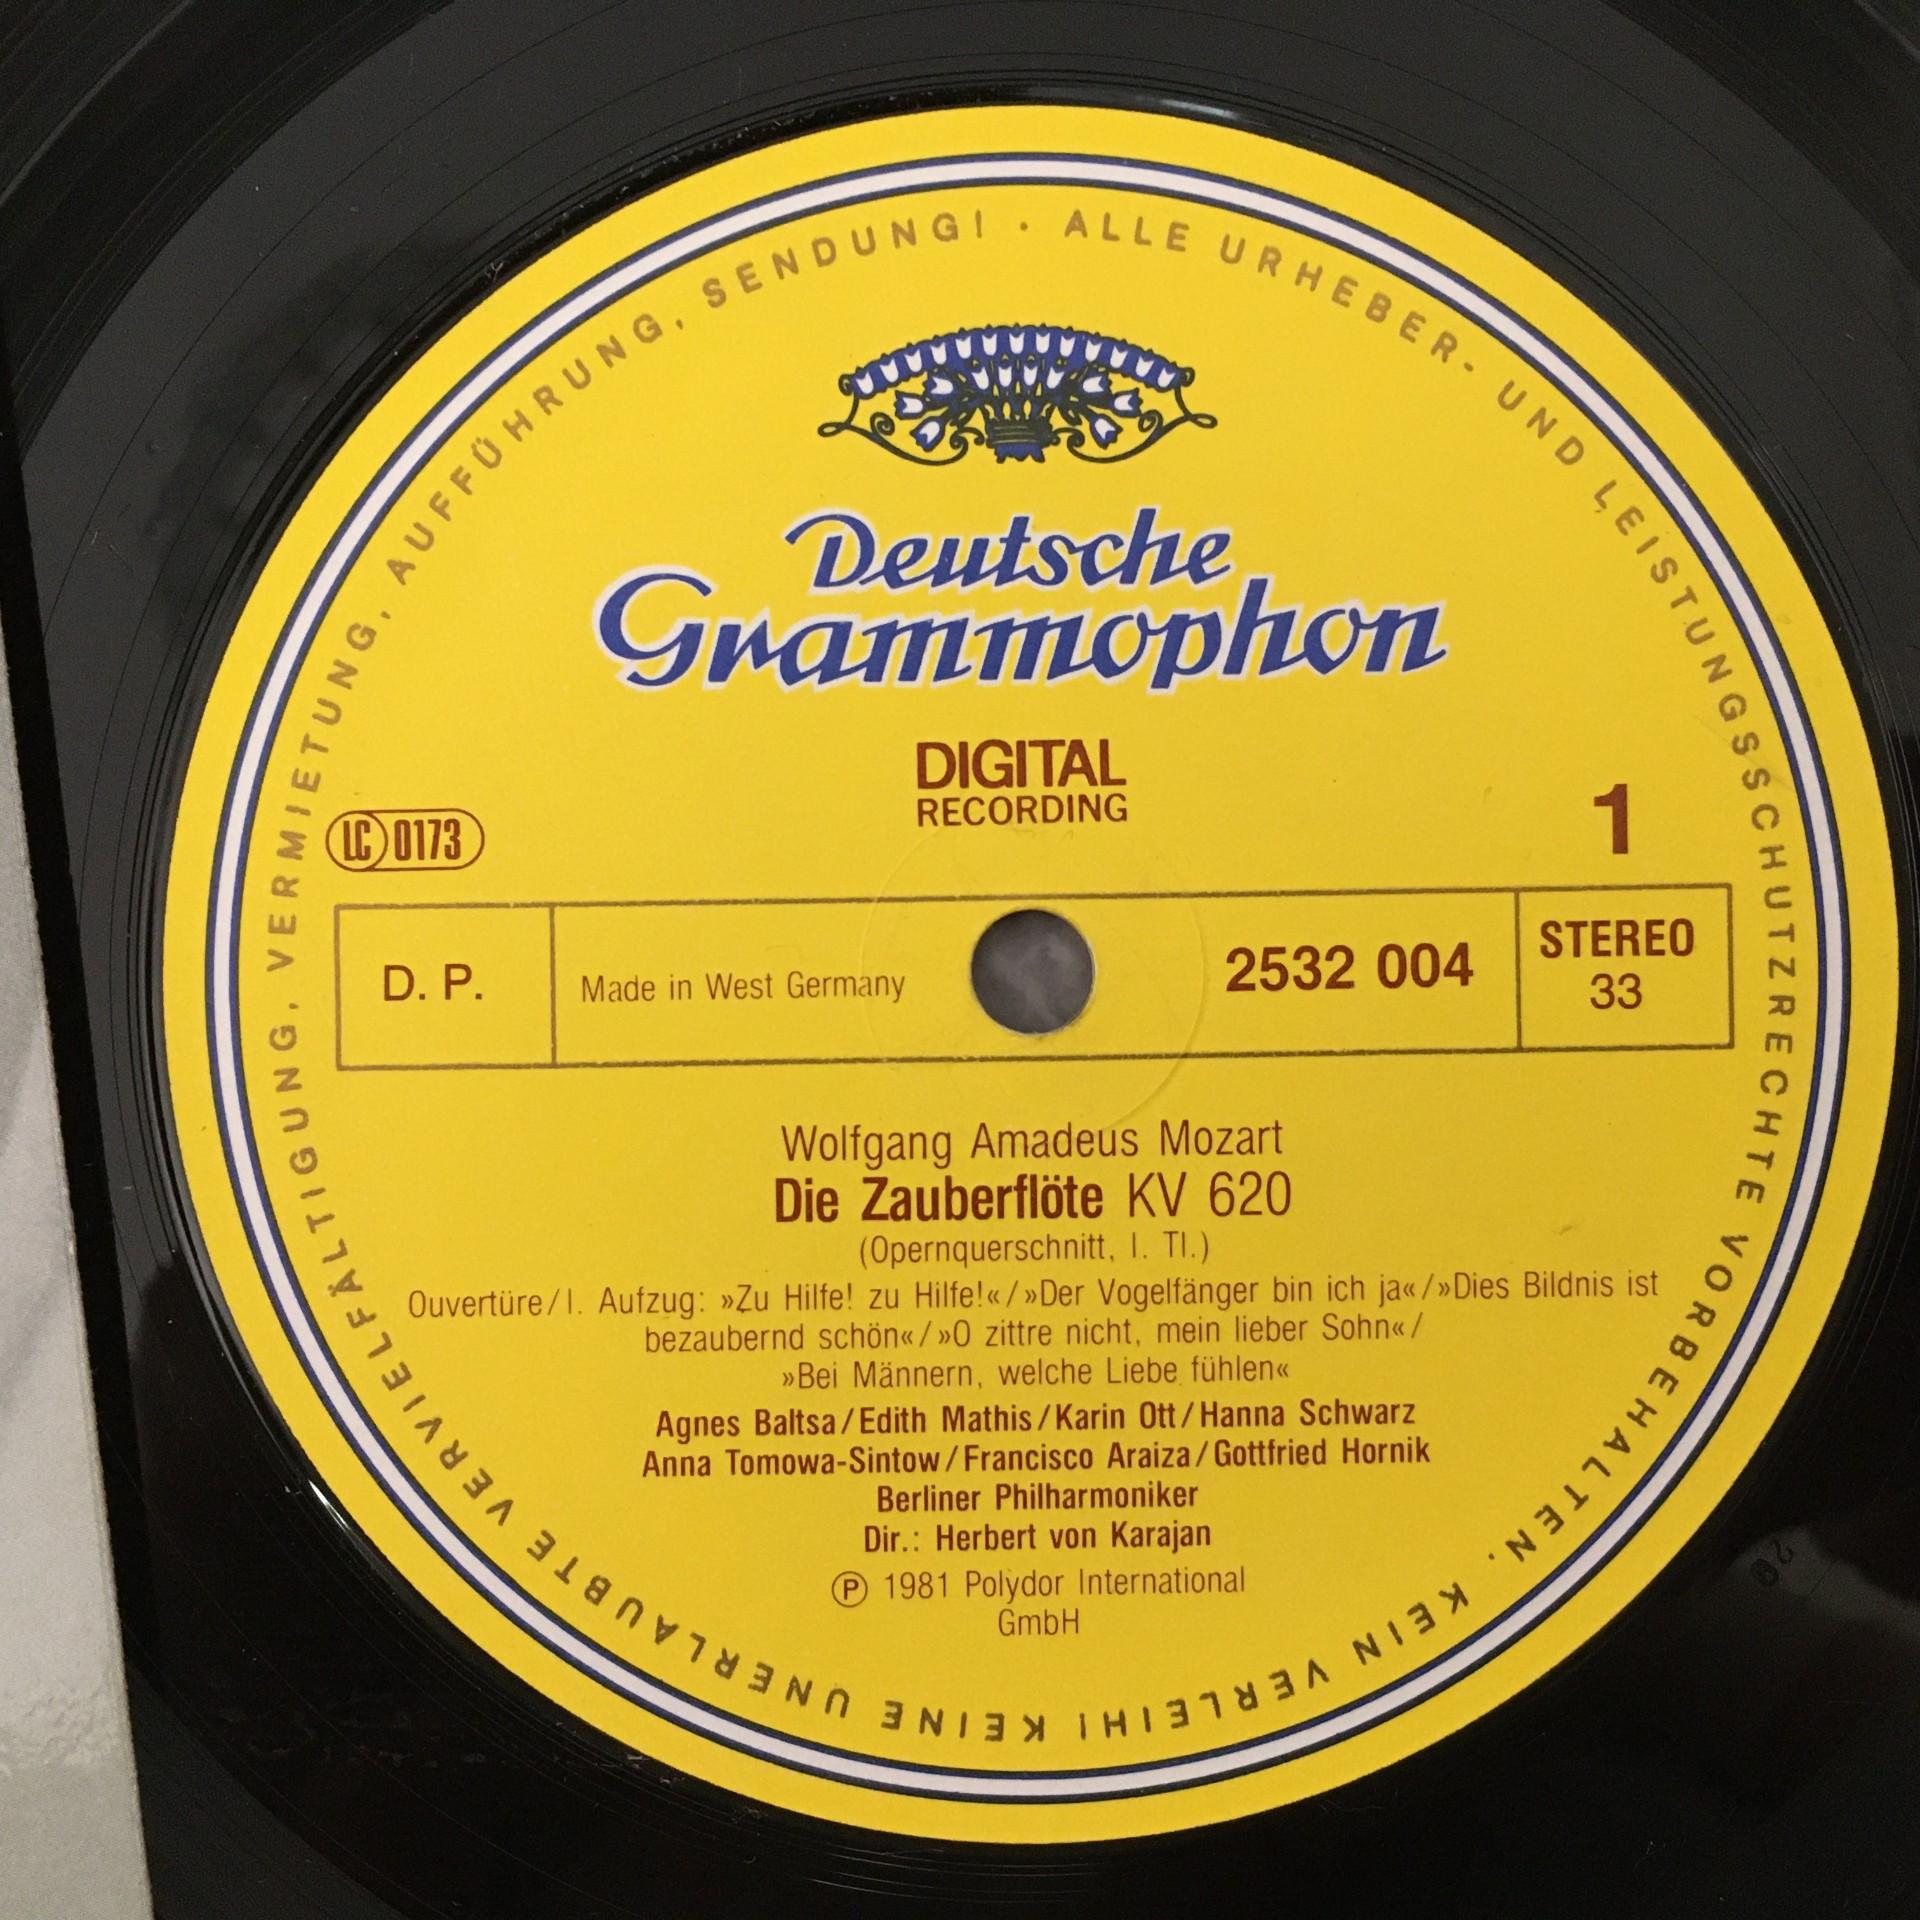 ALLE URHEBER- UND LEISTUNGSSCHUTZRECHTE VORBEHALTEN. KEIN VERLEIH! KEINE UNERLAUBTE VERVIELFÄLTIGUNG, VERMIETUNG, AUFFÜHRUNG, SENDUNG! ·
Deutsche
Grammophon
DIGITAL
RECORDING
LC 0173
1
D. P.
Made in West Germany
2532 004
STEREO
33
Wolfgang Amadeus Mozart
Die Zauberflöte KV 620
(Opernquerschnitt, I. Tl.)
Ouvertüre/I. Aufzug: »Zu Hilfe! zu Hilfe!«/»Der Vogelfänger bin ich ja«/»Dies Bildnis ist
bezaubernd schön«/»O zittre nicht, mein lieber Sohn«/
»Bei Männern, welche Liebe fühlen«
Agnes Baltsa/Edith Mathis/Karin Ott/Hanna Schwarz
Anna Tomowa-Sintow/Francisco Araiza/Gottfried Hornik
Berliner Philharmoniker
Dir.: Herbert von Karajan
Ⓟ 1981 Polydor International
GmbH